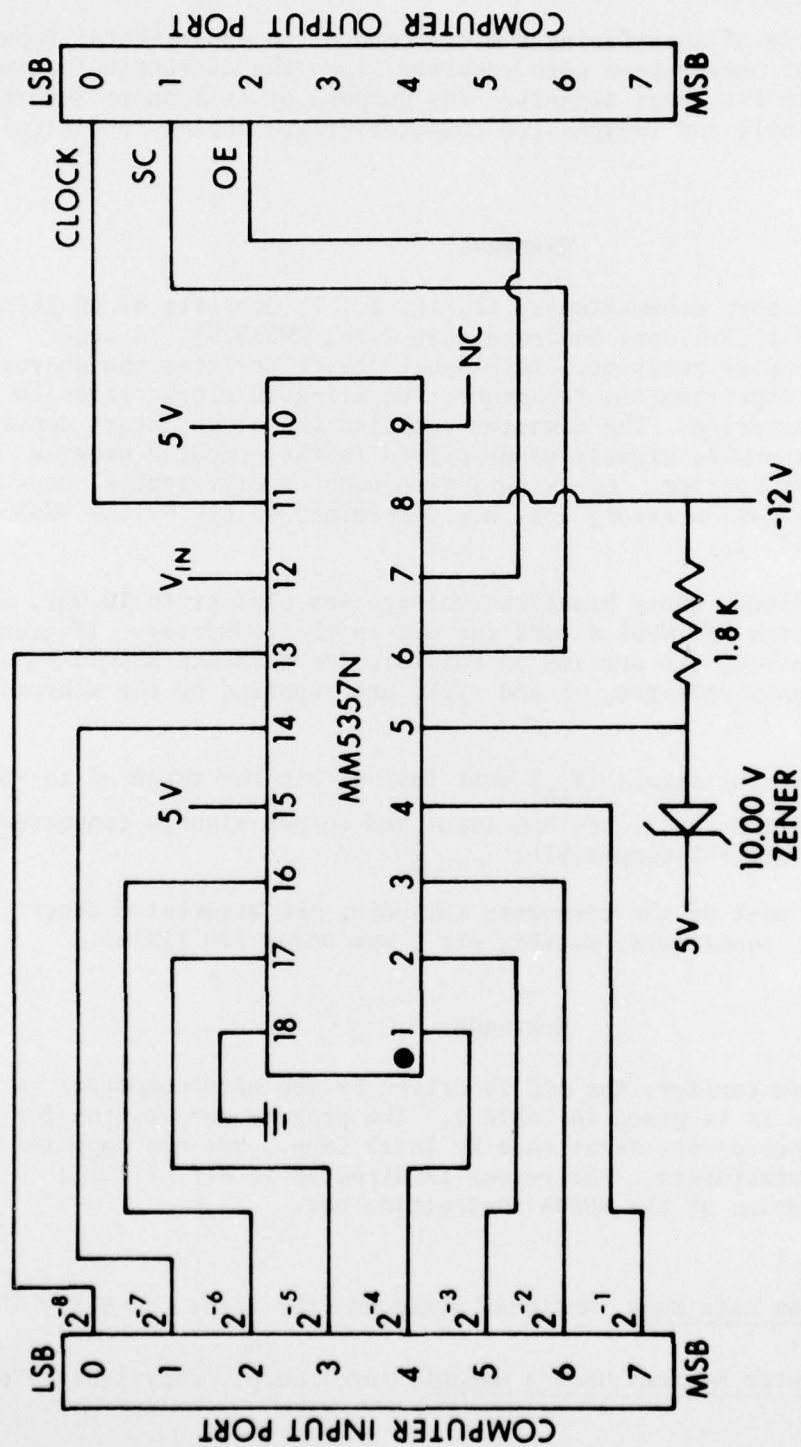 COMPUTER INPUT PORT
LSB
0 2⁻⁸
1 2⁻⁷
2 2⁻⁶
3 2⁻⁵
4 2⁻⁴
5 2⁻³
6 2⁻²
7 2⁻¹
MSB
5 V
V_IN
5 V
18 17 16 15 14 13 12 11 10
MM5357N
1 2 3 4 5 6 7 8 9
NC
5V
10.00 V
ZENER
1.8 K
-12 V
CLOCK
SC
OE
LSB
0
1
2
3
4
5
6
7
MSB
COMPUTER OUTPUT PORT